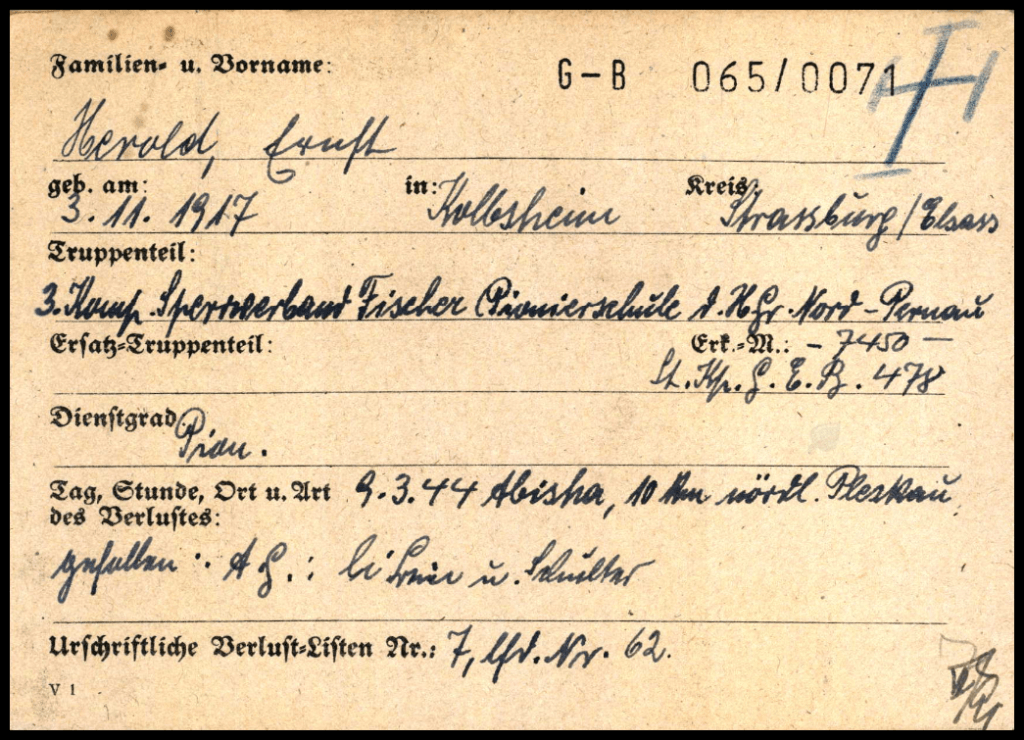 Familien- u. Vorname:
G-B 065/0071
Herold, Ernst
geb. am: in: Kreis:
3.11.1917 Kolbsheim Strassburg/Elsass
Truppenteil:
3. Komp. Sperrverband Fischer (Pionierschule d. H.Gr. Nord - Pernau
Ersatz-Truppenteil: Erk.-M.: - 7450 -
St. Kp. G. E. B. 478
Dienstgrad
Pion.
Tag, Stunde, Ort u. Art 9.3.44 Abisha, 10 km nördl. Pleskau,
des Verlustes:
gefallen. A G.: li u. Schulter
Urschriftliche Verlust-Listen Nr.: 7, lfd. Nr. 62.
V 1